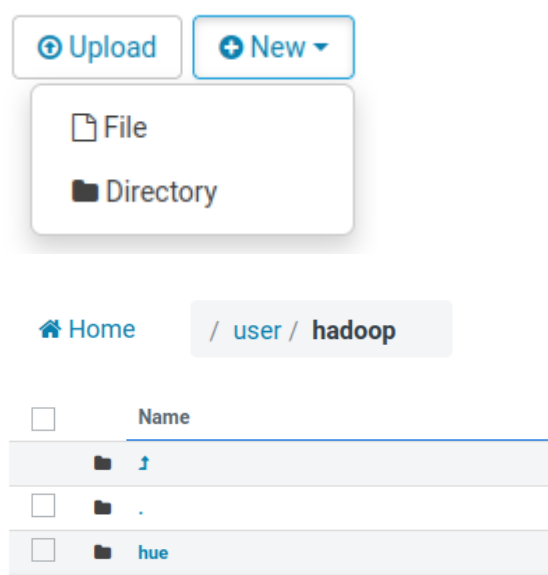 Upload New
File
Directory
Home / user / hadoop
Name
.
hue